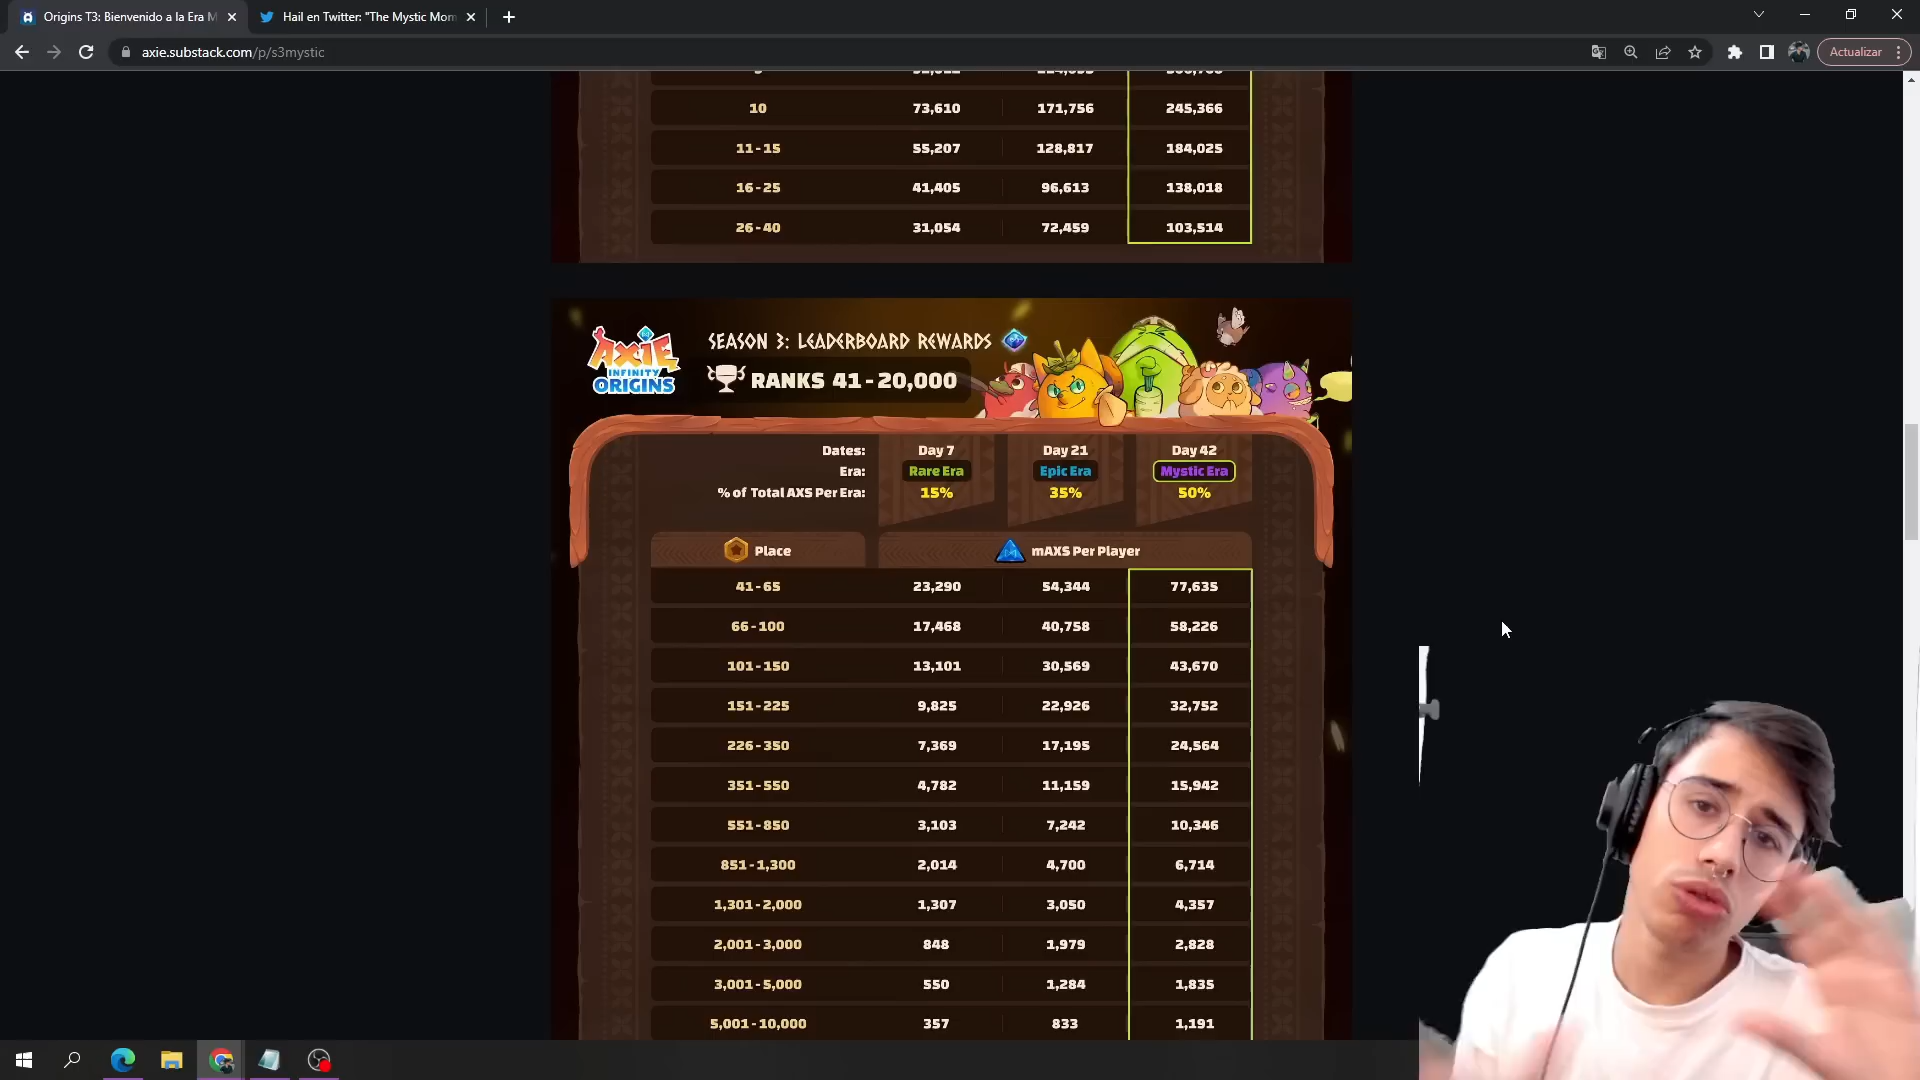 Origins T3: Bienvenido a la Era M
Hail en Twitter: "The Mystic Mom
axie.substack.com/p/s3mystic
Actualizar
10 73,610 171,756 245,366
11-15 55,207 128,817 184,025
16-25 41,405 96,613 138,018
26-40 31,054 72,459 103,514
AXIE
INFINITY
ORIGINS
SEASON 3: LEADERBOARD REWARDS
RANKS 41-20,000
Dates: Day 7 Day 21 Day 42
Era: Rare Era Epic Era Mystic Era
% of Total AXS Per Era: 15% 35% 50%
Place mAXS Per Player
41-65 23,290 54,344 77,635
66-100 17,468 40,758 58,226
101-150 13,101 30,569 43,670
151-225 9,825 22,926 32,752
226-350 7,369 17,195 24,564
351-550 4,782 11,159 15,942
551-850 3,103 7,242 10,346
851-1,300 2,014 4,700 6,714
1,301-2,000 1,307 3,050 4,357
2,001-3,000 848 1,979 2,828
3,001-5,000 550 1,284 1,835
5,001-10,000 357 833 1,191